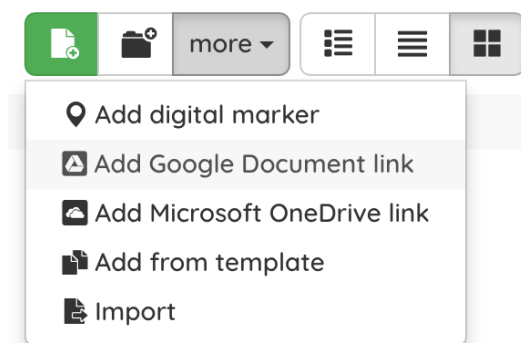 more
Add digital marker
Add Google Document link
Add Microsoft OneDrive link
Add from template
Import